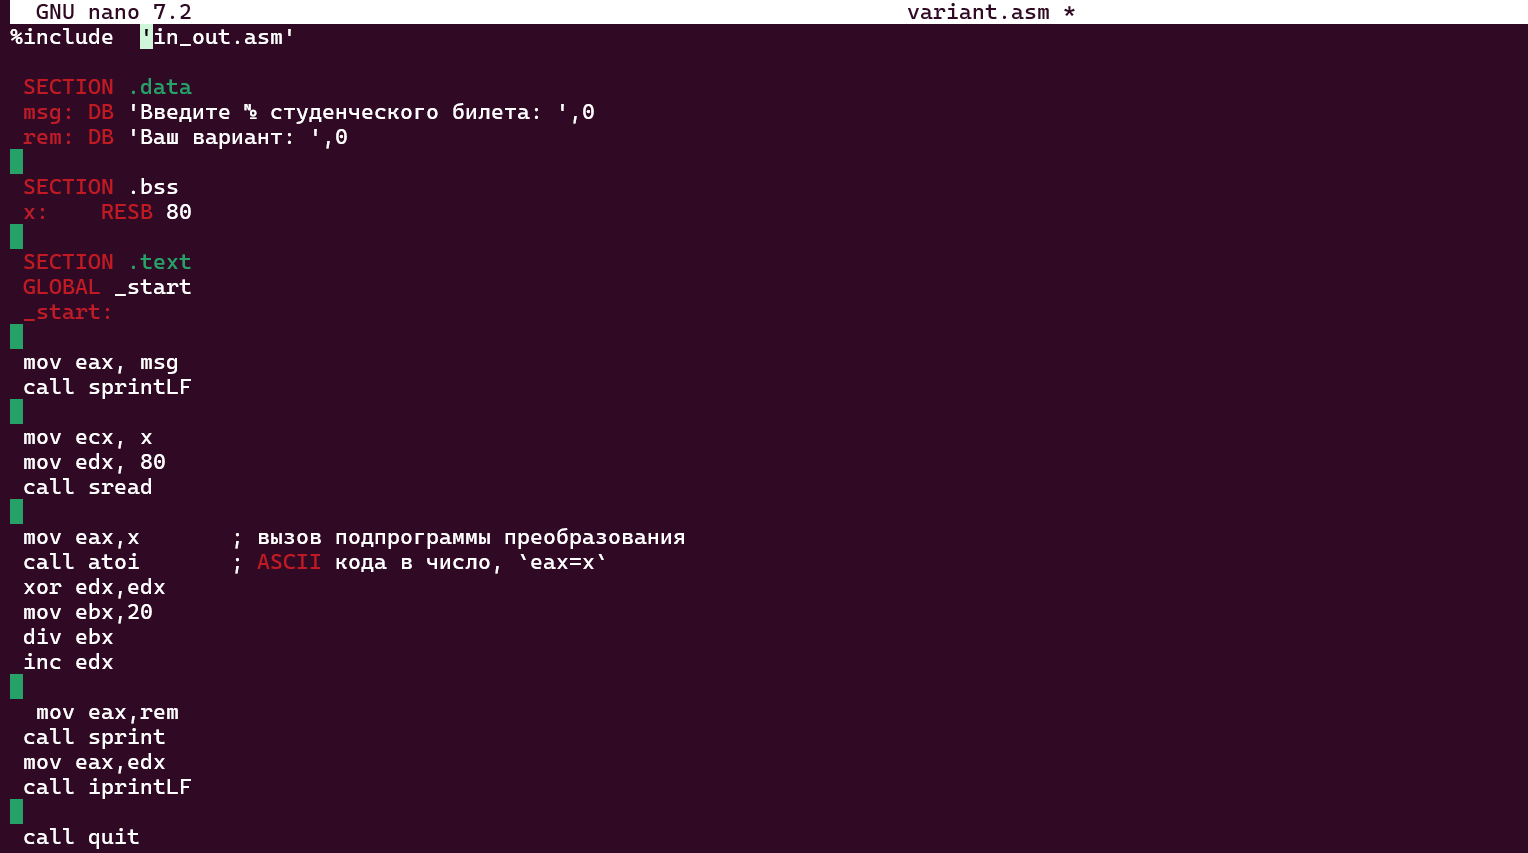 GNU nano 7.2 variant.asm *
%include 'in_out.asm'
SECTION .data
msg: DB 'Введите № студенческого билета: ',0
rem: DB 'Ваш вариант: ',0
SECTION .bss
x: RESB 80
SECTION .text
GLOBAL _start
_start:
mov eax, msg
call sprintLF
mov ecx, x
mov edx, 80
call sread
mov eax,x ; вызов подпрограммы преобразования
call atoi ; ASCII кода в число, `eax=x`
xor edx,edx
mov ebx,20
div ebx
inc edx
mov eax,rem
call sprint
mov eax,edx
call iprintLF
call quit